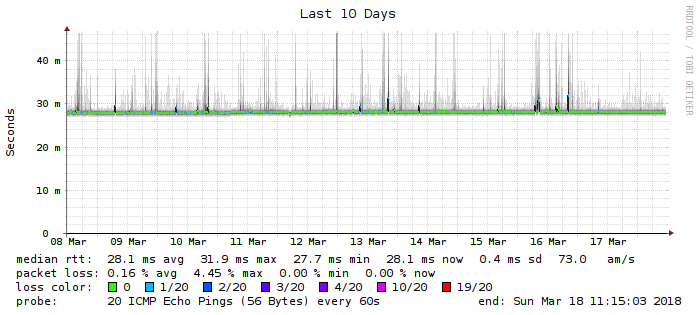 Last 10 Days
RRDTOOL / TOBI OETIKER
Seconds
40 m
30 m
20 m
10 m
0
08 Mar 09 Mar 10 Mar 11 Mar 12 Mar 13 Mar 14 Mar 15 Mar 16 Mar 17 Mar
median rtt: 28.1 ms avg 31.9 ms max 27.7 ms min 28.1 ms now 0.4 ms sd 73.0 am/s
packet loss: 0.16 % avg 4.45 % max 0.00 % min 0.00 % now
loss color: 0 1/20 2/20 3/20 4/20 10/20 19/20
probe: 20 ICMP Echo Pings (56 Bytes) every 60s end: Sun Mar 18 11:15:03 2018